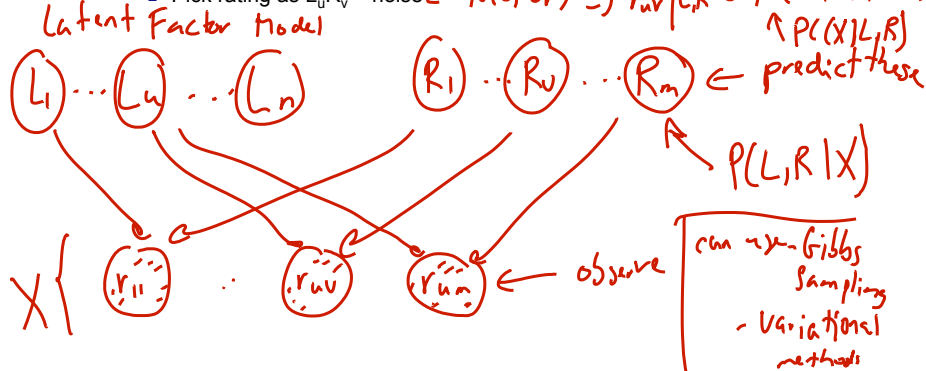 Latent Factor Model
↑ P(X|L,R)
L₁ ... Lᵤ ... Lₙ R₁ ... Rᵥ ... Rₘ ← predict these
P(L,R|X)
X { r₁₁ . rᵤᵥ rᵤₘ ← observe
can use - Gibbs
Sampling
- Variational
methods